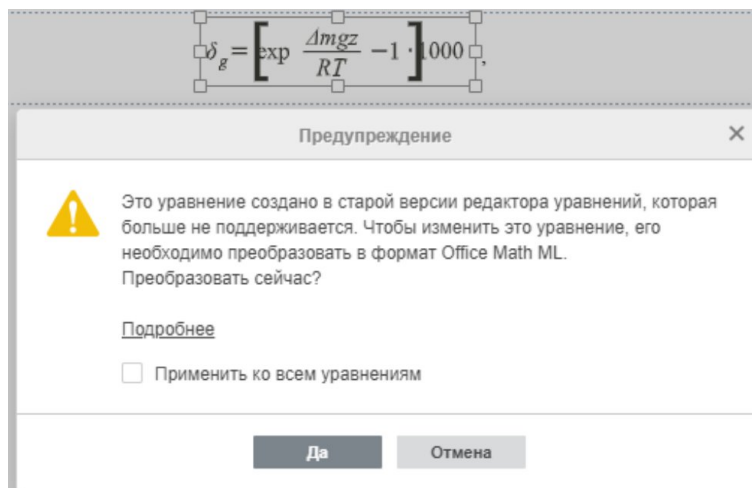 δg = [exp Δmgz/RT −1 ·]1000 ,
Предупреждение
Это уравнение создано в старой версии редактора уравнений, которая
больше не поддерживается. Чтобы изменить это уравнение, его
необходимо преобразовать в формат Office Math ML.
Преобразовать сейчас?
Подробнее
Применить ко всем уравнениям
Да Отмена